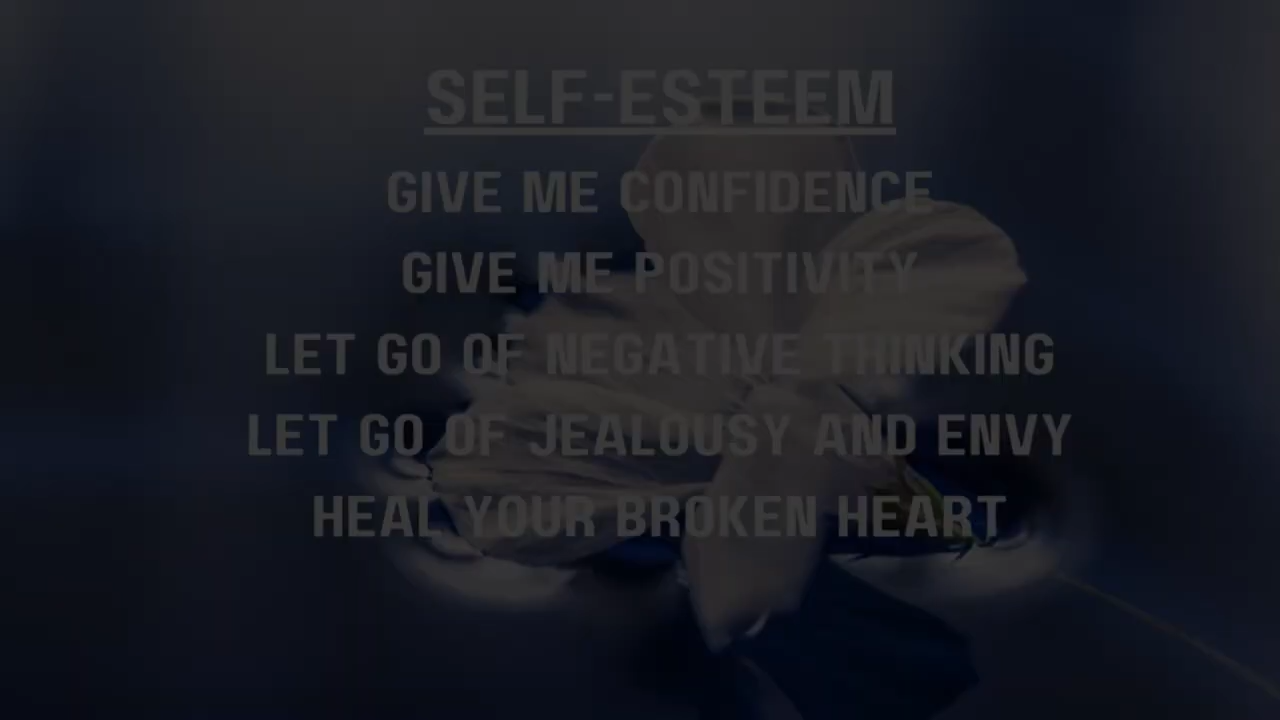 SELF-ESTEEM
GIVE ME CONFIDENCE
GIVE ME POSITIVITY
LET GO OF NEGATIVE THINKING
LET GO OF JEALOUSY AND ENVY
HEAL YOUR BROKEN HEART